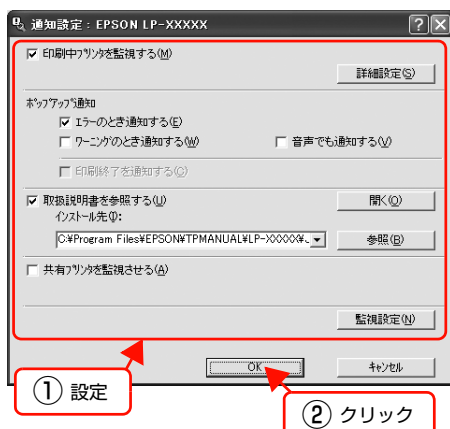 通知設定：EPSON LP-XXXXX
印刷中プリンタを監視する(M)
詳細設定(S)
ポップアップ通知
エラーのとき通知する(E)
ワーニングのとき通知する(W)
音声でも通知する(V)
印刷終了を通知する(C)
取扱説明書を参照する(U)
開く(O)
インストール先(I):
C:¥Program Files¥EPSON¥TPMANUAL¥LP-XXXXX¥
参照(B)
共有プリンタを監視させる(A)
監視設定(N)
OK
キャンセル
① 設定
② クリック